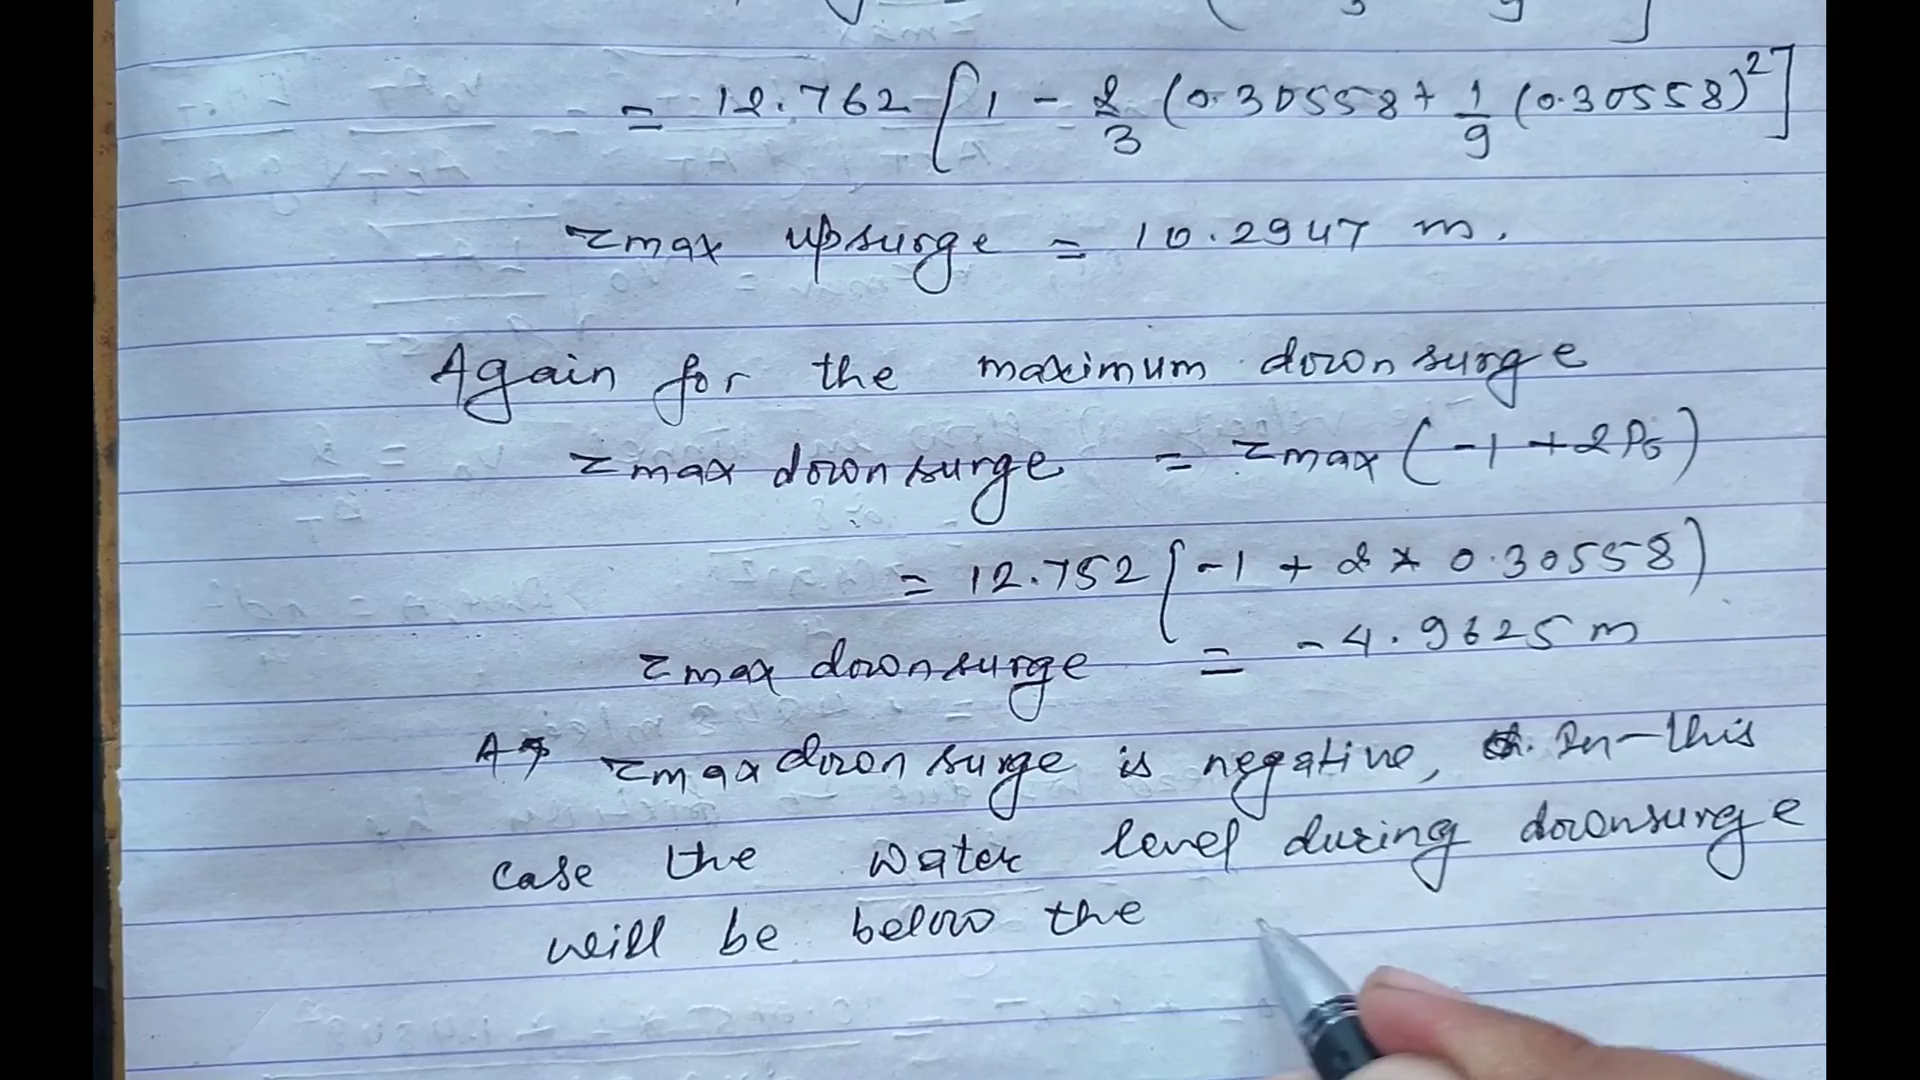 = 12.762 [1 - 2/3 (0.30558 + 1/9 (0.30558)²]
zmax upsurge = 10.2947 m.
Again for the maximum downsurge
zmax downsurge = zmax (-1 + 2P₀)
= 12.752 [-1 + 2 * 0.30558)
zmax downsurge = -4.9625 m
As zmax downsurge is negative, In this
case the water level during downsurge
will be below the